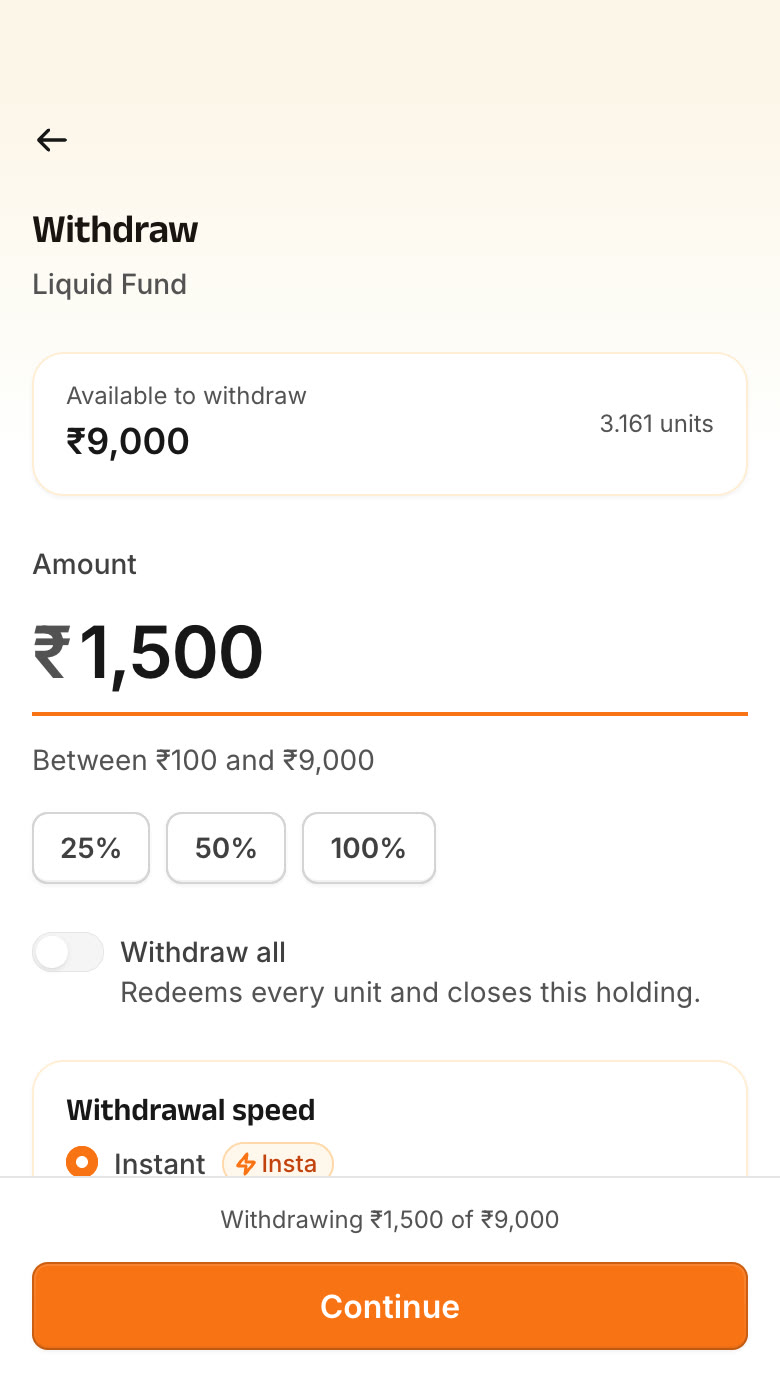 Withdraw
Liquid Fund
Available to withdraw
₹9,000
3.161 units
Amount
₹1,500
Between ₹100 and ₹9,000
25% 50% 100%
Withdraw all
Redeems every unit and closes this holding.
Withdrawal speed
Instant Insta
Withdrawing ₹1,500 of ₹9,000
Continue